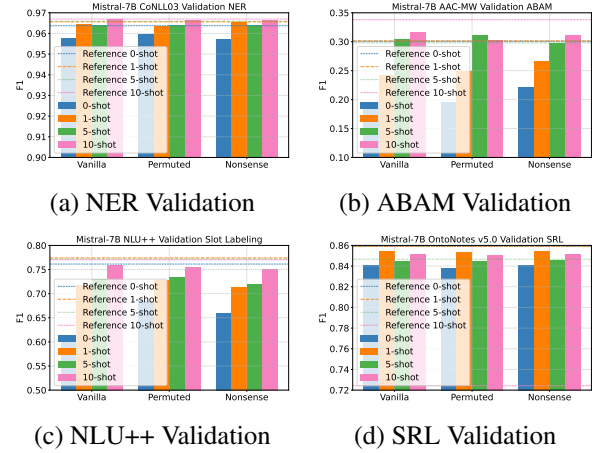 Mistral-7B CoNLL03 Validation NER
0.97
0.96
0.95
0.94
0.93
0.92
0.91
0.90
F1
Reference 0-shot
Reference 1-shot
Reference 5-shot
Reference 10-shot
0-shot
1-shot
5-shot
10-shot
Vanilla
Permuted
Nonsense
(a) NER Validation
Mistral-7B AAC-MW Validation ABAM
0.35
0.30
0.25
0.20
0.15
0.10
F1
Reference 0-shot
Reference 1-shot
Reference 5-shot
Reference 10-shot
0-shot
1-shot
5-shot
10-shot
Vanilla
Permuted
Nonsense
(b) ABAM Validation
Mistral-7B NLU++ Validation Slot Labeling
0.80
0.75
0.70
0.65
0.60
0.55
0.50
F1
Reference 0-shot
Reference 1-shot
Reference 5-shot
Reference 10-shot
0-shot
1-shot
5-shot
10-shot
Vanilla
Permuted
Nonsense
(c) NLU++ Validation
Mistral-7B OntoNotes v5.0 Validation SRL
0.86
0.84
0.82
0.80
0.78
0.76
0.74
0.72
F1
Reference 0-shot
Reference 1-shot
Reference 5-shot
Reference 10-shot
0-shot
1-shot
5-shot
10-shot
Vanilla
Permuted
Nonsense
(d) SRL Validation